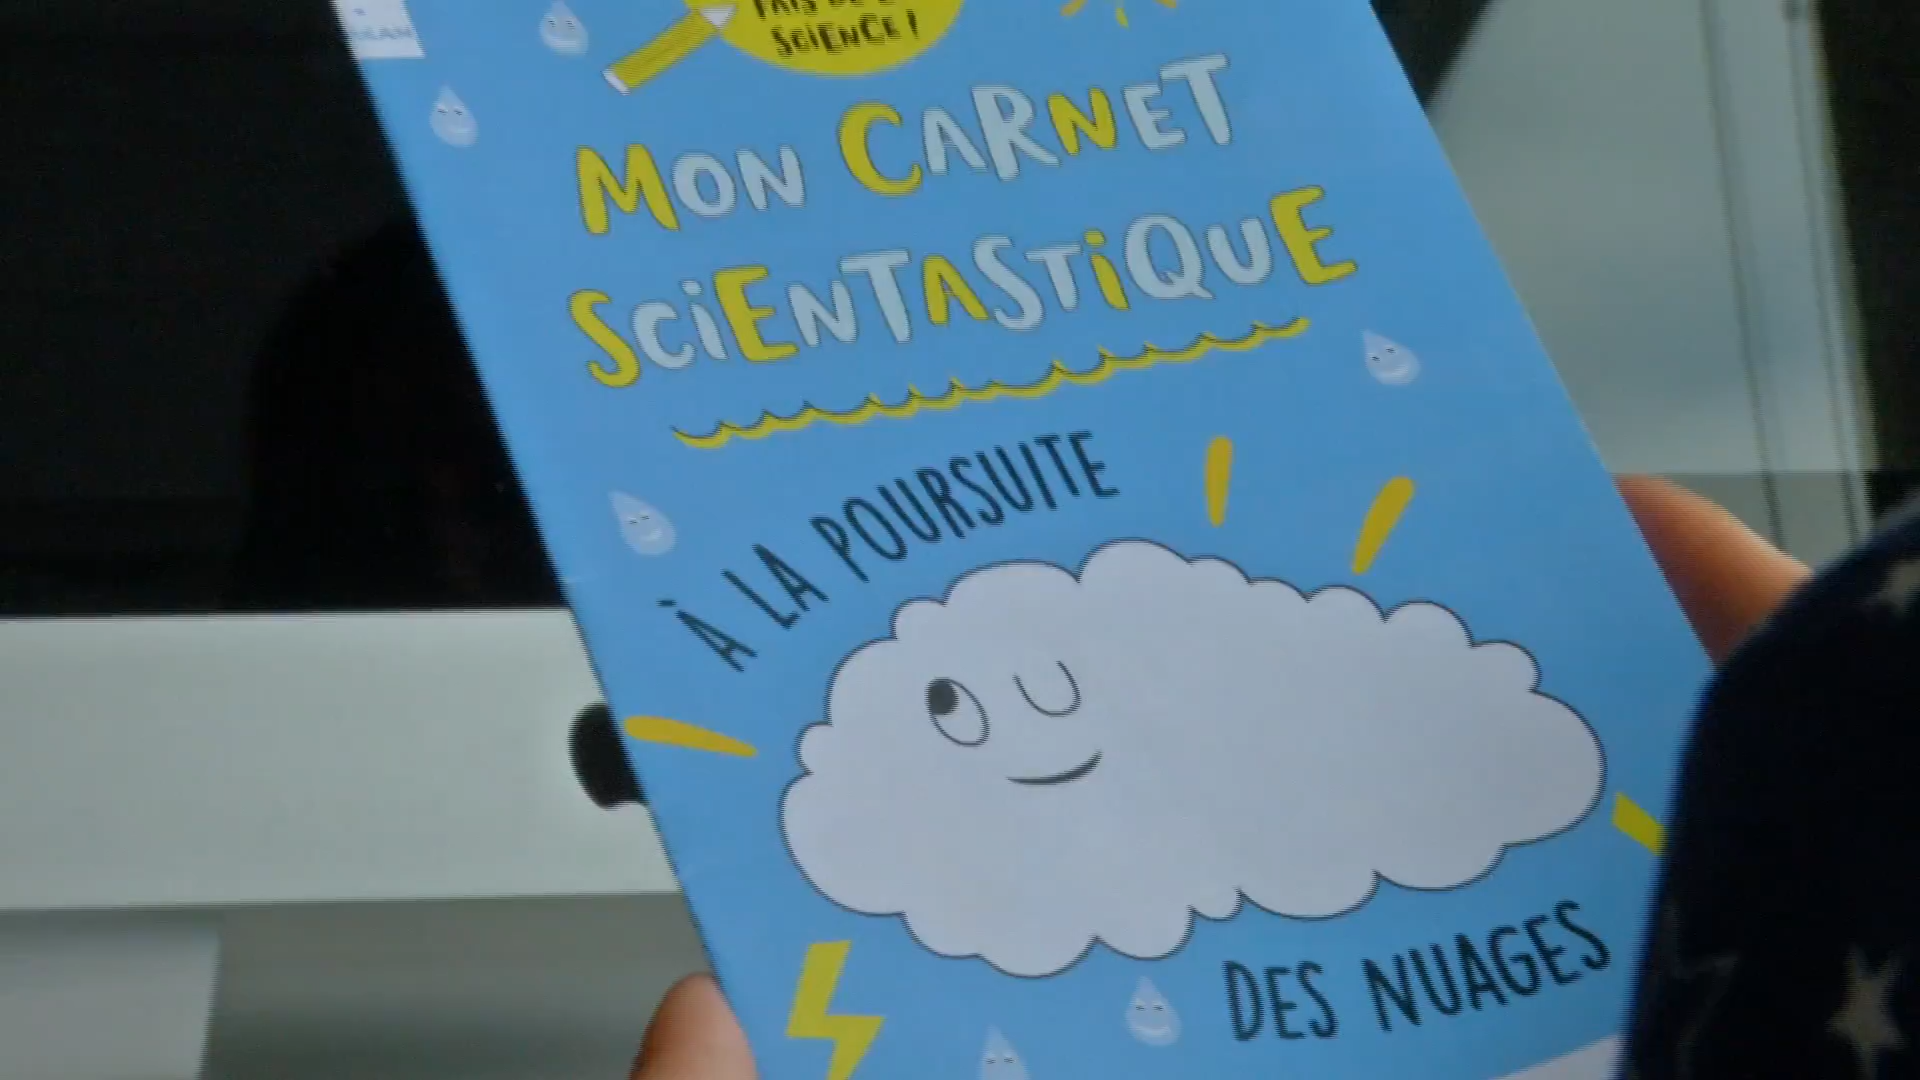 SCIENCE !
MON CARNET
SCIENTASTIQUE
À LA POURSUITE
DES NUAGES